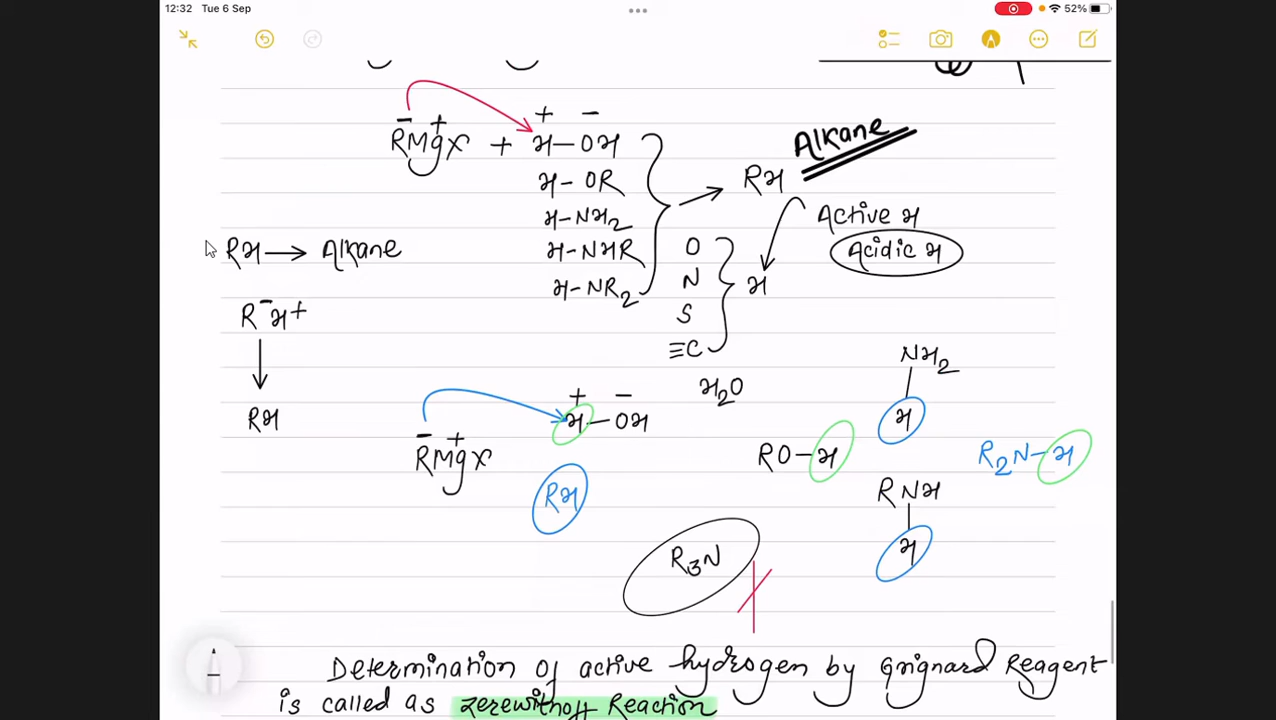 12:32 Tue 6 Sep
52%
+ −
− +
RMgX + H−OH
Alkane
H−OR
RH
H−NH₂
Active H
RH → Alkane
H−NHR
O
Acidic H
H−NR₂
N
H
R⁻H⁺
S
≡C
NH₂
H₂O
H
+ −
RH
H−OH
− +
RMgX
RO−H
R₂N−H
RH
RNH
H
R₃N
Determination of active hydrogen by Grignard Reagent
is called as zerewithoff Reaction